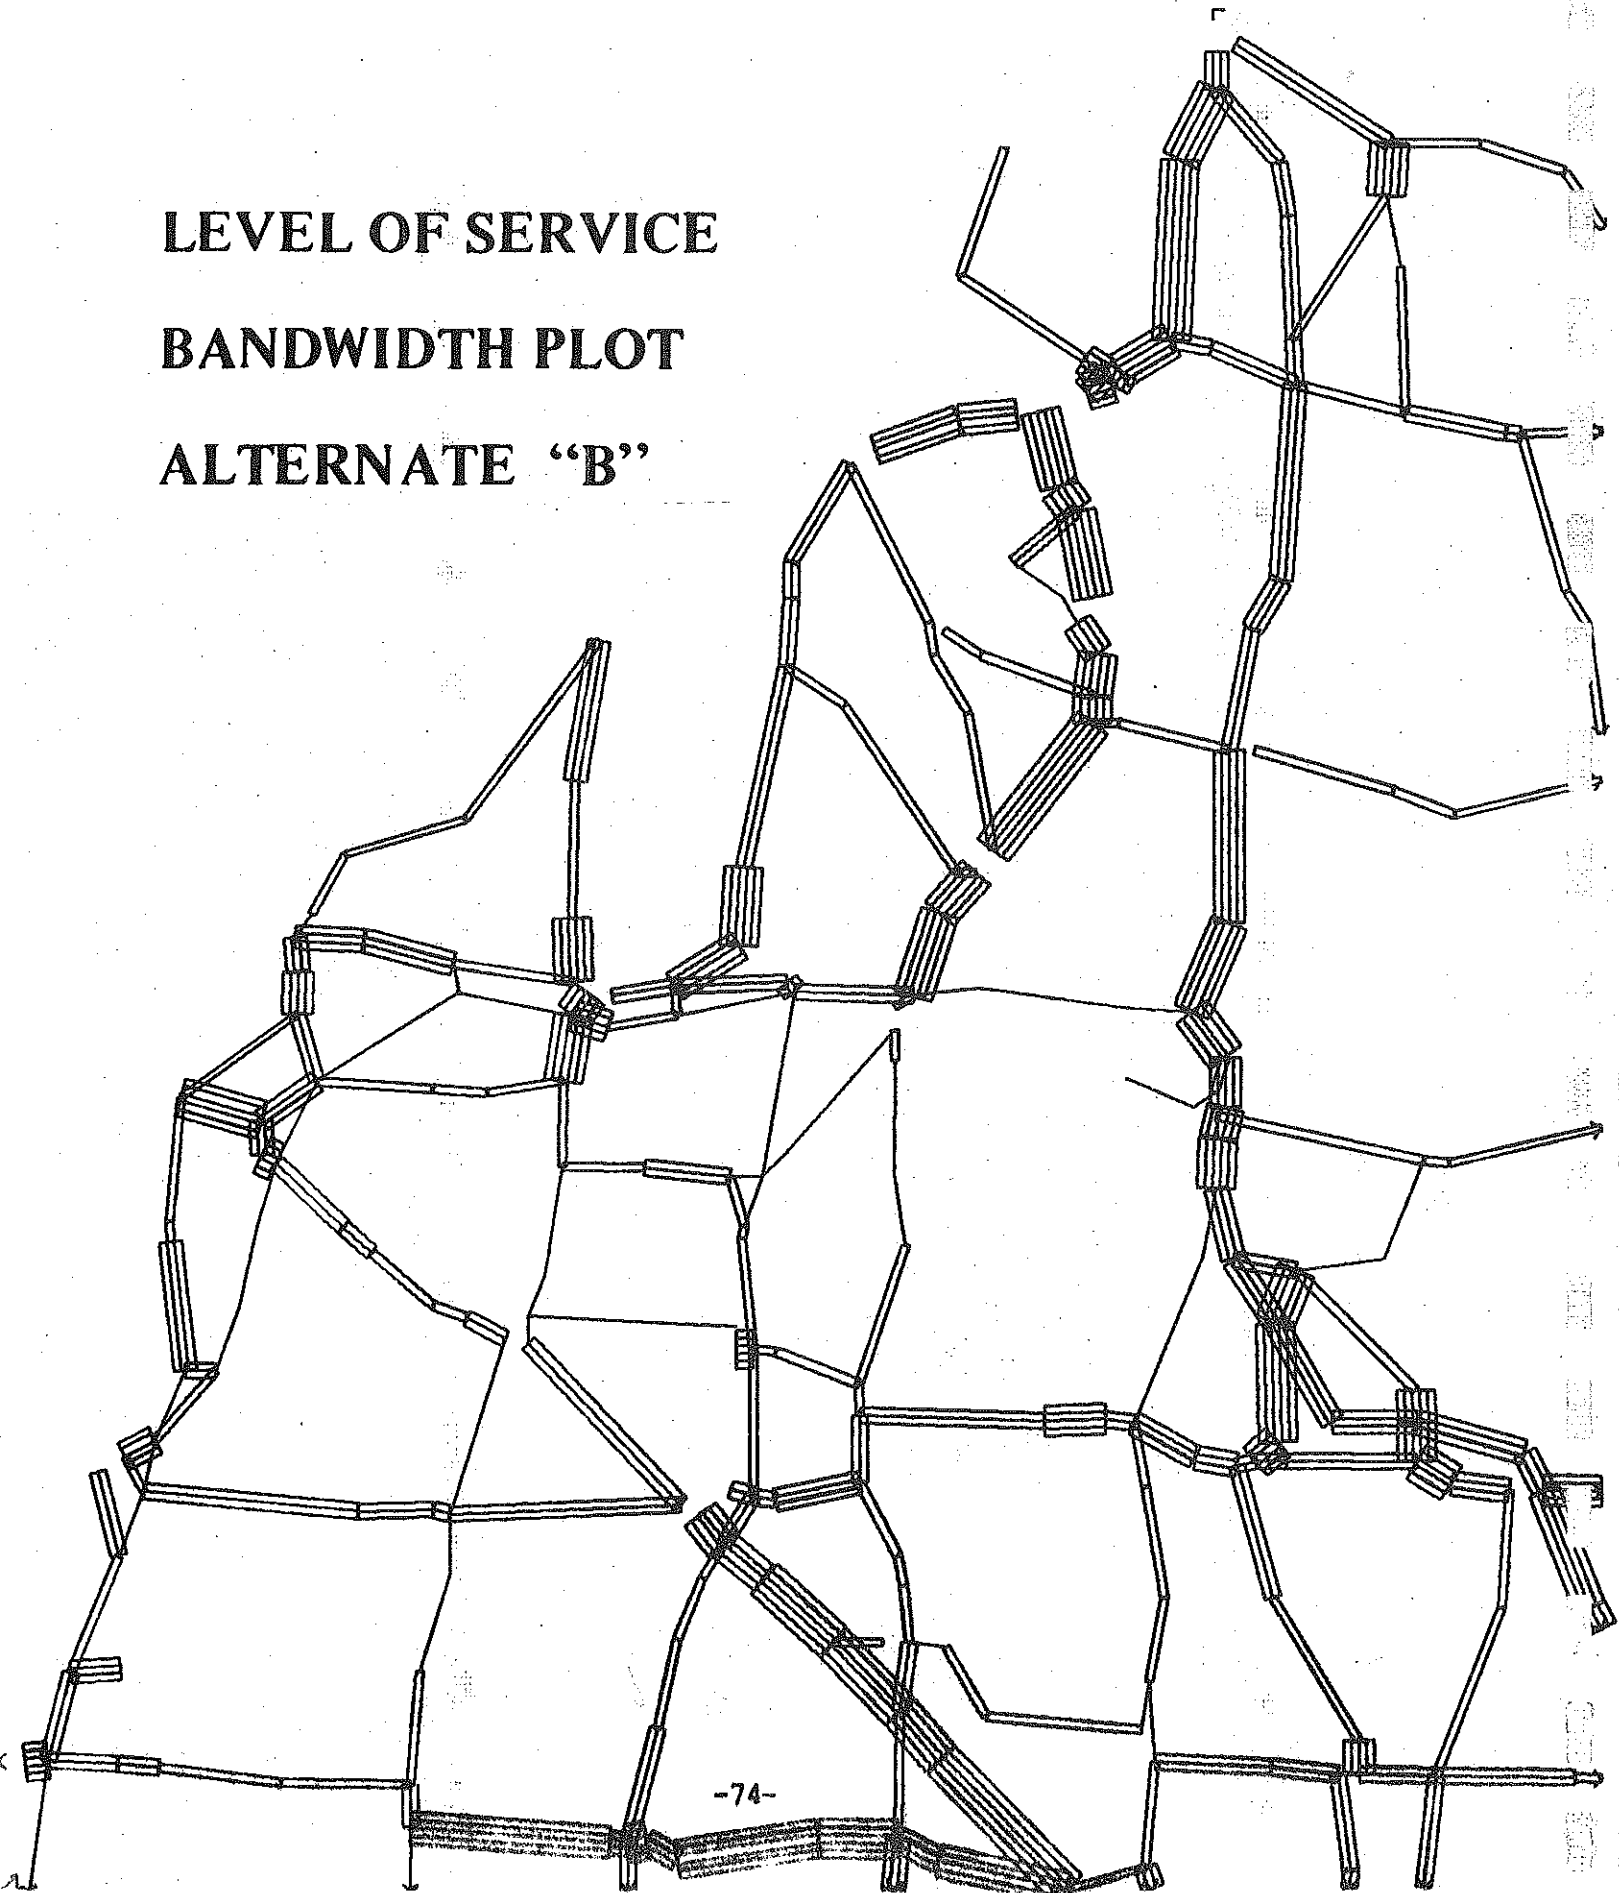 LEVEL OF SERVICE
BANDWIDTH PLOT
ALTERNATE “B”
-74-